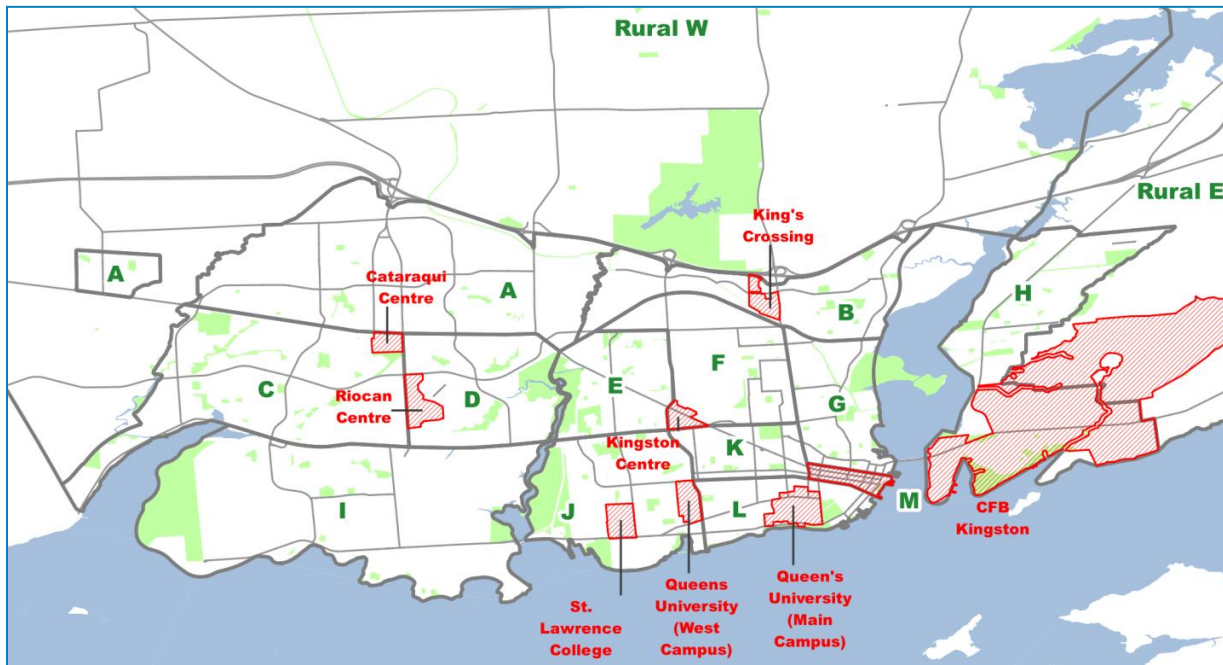 Rural W
Rural E
King's
Crossing
A
Cataraqui
Centre
A
B
H
F
C
Riocan
Centre
D
E
G
Kingston
Centre
K
I
J
L
M
CFB
Kingston
St.
Lawrence
College
Queens
University
(West
Campus)
Queen's
University
(Main
Campus)